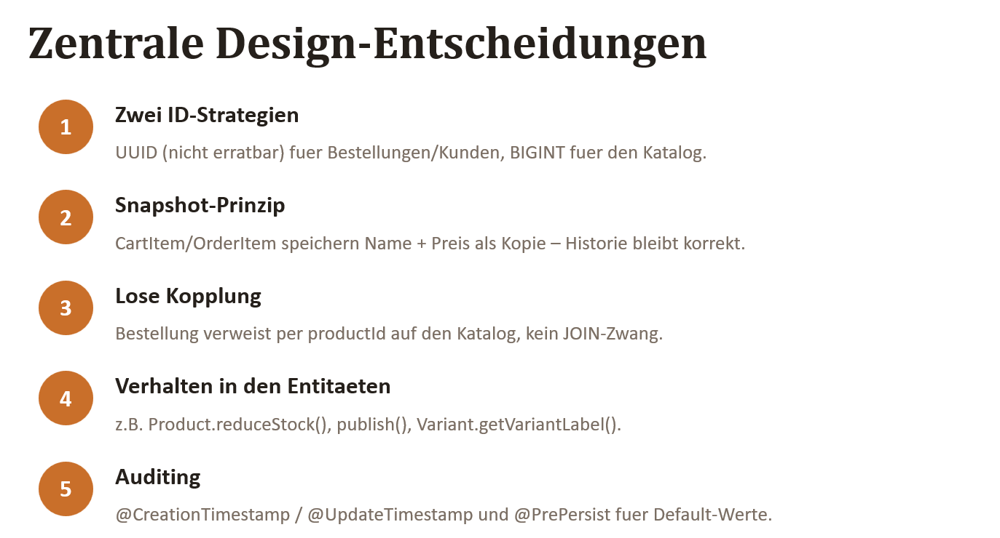 Zentrale Design-Entscheidungen
1
Zwei ID-Strategien
UUID (nicht erratbar) fuer Bestellungen/Kunden, BIGINT fuer den Katalog.
2
Snapshot-Prinzip
CartItem/OrderItem speichern Name + Preis als Kopie – Historie bleibt korrekt.
3
Lose Kopplung
Bestellung verweist per productId auf den Katalog, kein JOIN-Zwang.
4
Verhalten in den Entitaeten
z.B. Product.reduceStock(), publish(), Variant.getVariantLabel().
5
Auditing
@CreationTimestamp / @UpdateTimestamp und @PrePersist fuer Default-Werte.